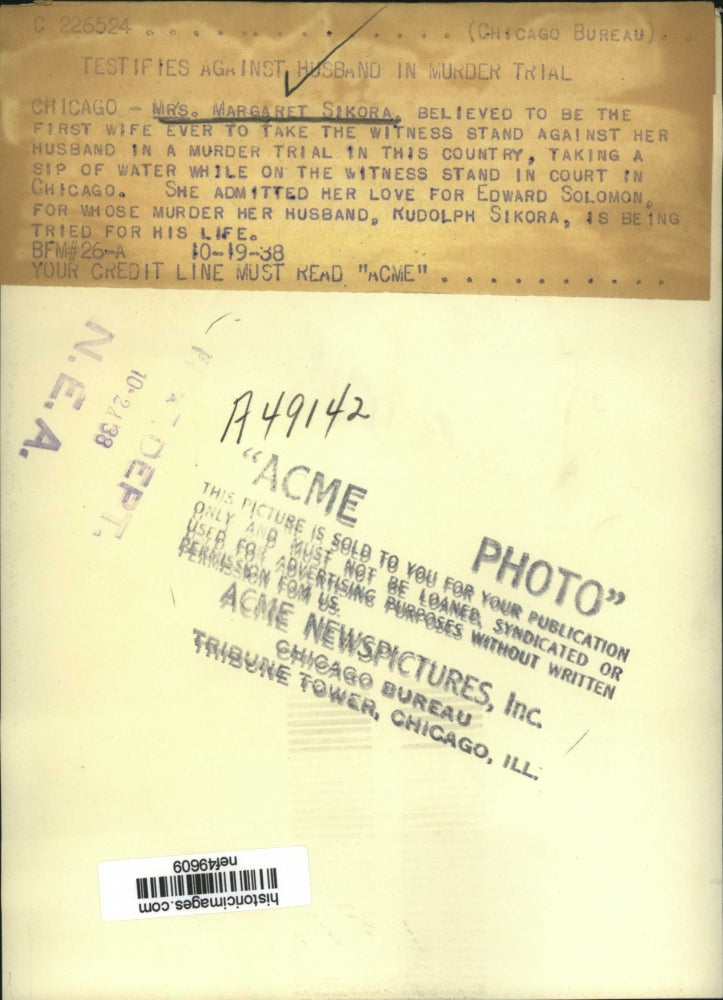 C 226524 . . . . . . . . . . . (CHICAGO BUREAU). .
TESTIFIES AGAINST HUSBAND IN MURDER TRIAL
CHICAGO - MRS. MARGARET SIKORA, BELIEVED TO BE THE
FIRST WIFE EVER TO TAKE THE WITNESS STAND AGAINST HER
HUSBAND IN A MURDER TRIAL IN THIS COUNTRY, TAKING A
SIP OF WATER WHILE ON THE WITNESS STAND IN COURT IN
CHICAGO. SHE ADMITTED HER LOVE FOR EDWARD SOLOMON,
FOR WHOSE MURDER HER HUSBAND, RUDOLPH SIKORA, IS BEING
TRIED FOR HIS LIFE.
BFM#26-A 10-19-38
YOUR CREDIT LINE MUST READ "ACME" . . . . . . . . . . .
N.E.A.
10-21-38
DEPT.
A49142
"ACME PHOTO"
THIS PICTURE IS SOLD TO YOU FOR YOUR PUBLICATION
ONLY AND MUST NOT BE LOANED, SYNDICATED OR
USED FOR ADVERTISING PURPOSES WITHOUT WRITTEN
PERMISSION FOM US.
ACME NEWSPICTURES, Inc.
CHICAGO BUREAU
TRIBUNE TOWER, CHICAGO, ILL.
historicimages.com
nef49609